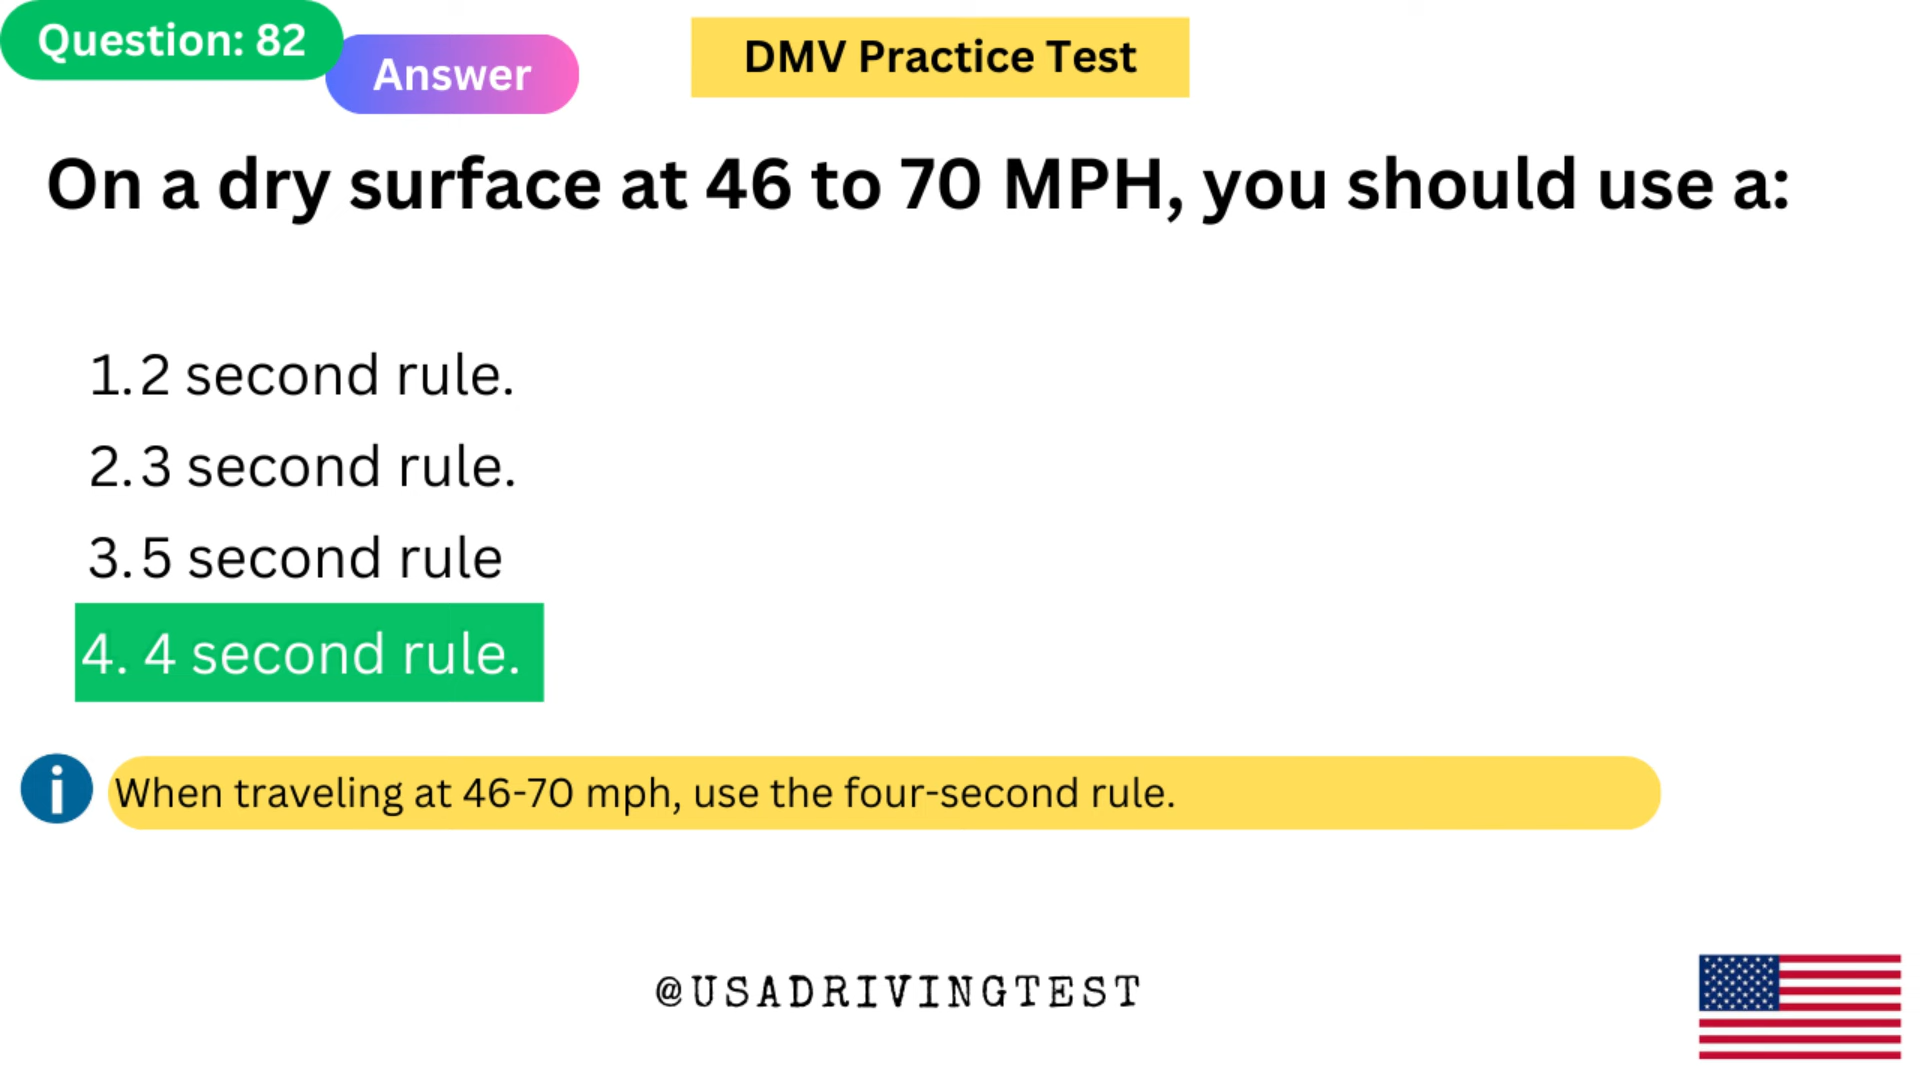 Question: 82
Answer
DMV Practice Test
On a dry surface at 46 to 70 MPH, you should use a:
1. 2 second rule.
2. 3 second rule.
3. 5 second rule
4. 4 second rule.
i
When traveling at 46-70 mph, use the four-second rule.
@USADRIVINGTEST